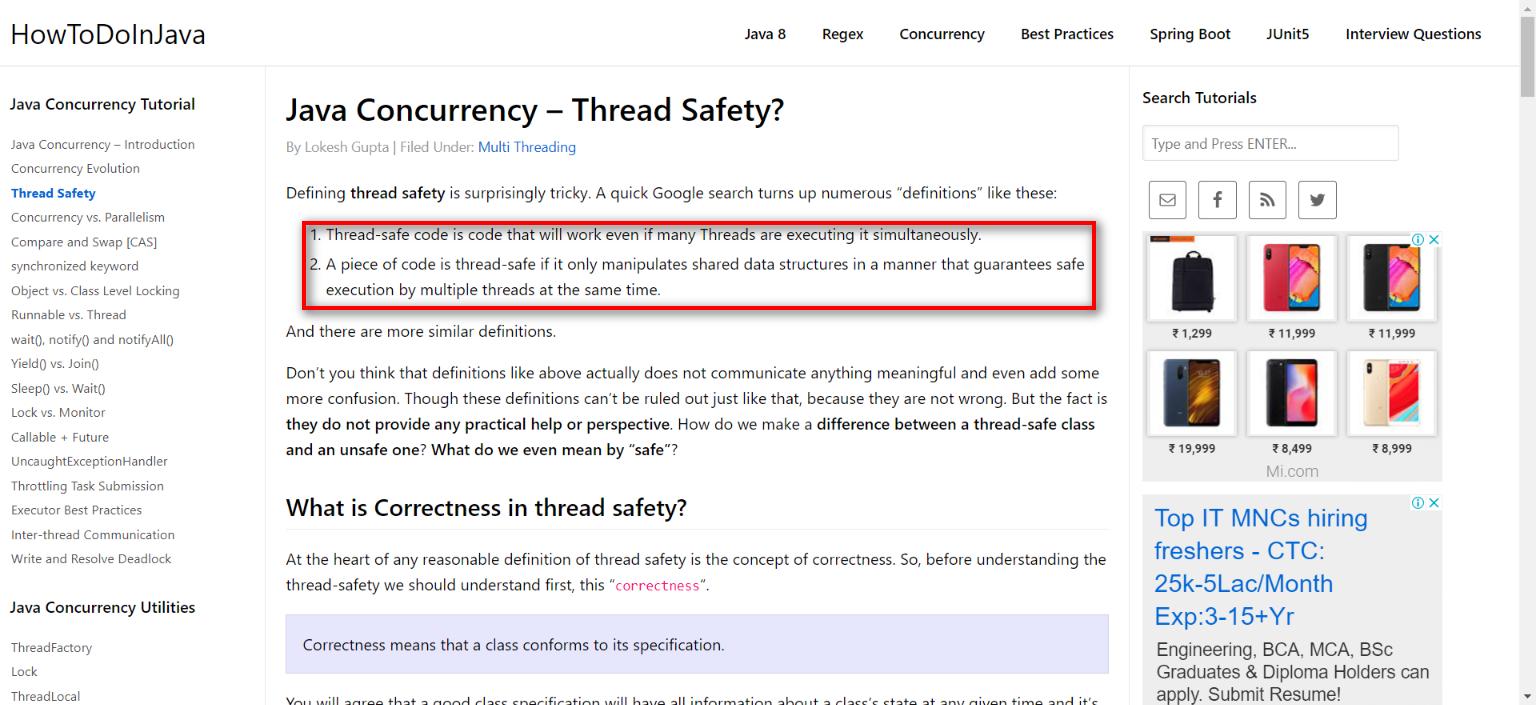 HowToDoInJava
Java 8
Regex
Concurrency
Best Practices
Spring Boot
JUnit5
Interview Questions
Java Concurrency Tutorial
Java Concurrency – Introduction
Concurrency Evolution
Thread Safety
Concurrency vs. Parallelism
Compare and Swap [CAS]
synchronized keyword
Object vs. Class Level Locking
Runnable vs. Thread
wait(), notify() and notifyAll()
Yield() vs. Join()
Sleep() vs. Wait()
Lock vs. Monitor
Callable + Future
UncaughtExceptionHandler
Throttling Task Submission
Executor Best Practices
Inter-thread Communication
Write and Resolve Deadlock
Java Concurrency Utilities
ThreadFactory
Lock
ThreadLocal
Java Concurrency – Thread Safety?
By Lokesh Gupta | Filed Under: Multi Threading
Defining thread safety is surprisingly tricky. A quick Google search turns up numerous “definitions” like these:
1. Thread-safe code is code that will work even if many Threads are executing it simultaneously.
2. A piece of code is thread-safe if it only manipulates shared data structures in a manner that guarantees safe
execution by multiple threads at the same time.
And there are more similar definitions.
Don’t you think that definitions like above actually does not communicate anything meaningful and even add some
more confusion. Though these definitions can’t be ruled out just like that, because they are not wrong. But the fact is
they do not provide any practical help or perspective. How do we make a difference between a thread-safe class
and an unsafe one? What do we even mean by “safe”?
What is Correctness in thread safety?
At the heart of any reasonable definition of thread safety is the concept of correctness. So, before understanding the
thread-safety we should understand first, this “correctness”.
Correctness means that a class conforms to its specification.
You will agree that a good class specification will have all information about a class’s state at any given time and it’s
Search Tutorials
Type and Press ENTER...
₹ 1,299
₹ 11,999
₹ 11,999
₹ 19,999
₹ 8,499
₹ 8,999
Mi.com
Top IT MNCs hiring
freshers - CTC:
25k-5Lac/Month
Exp:3-15+Yr
Engineering, BCA, MCA, BSc
Graduates & Diploma Holders can
apply. Submit Resume!